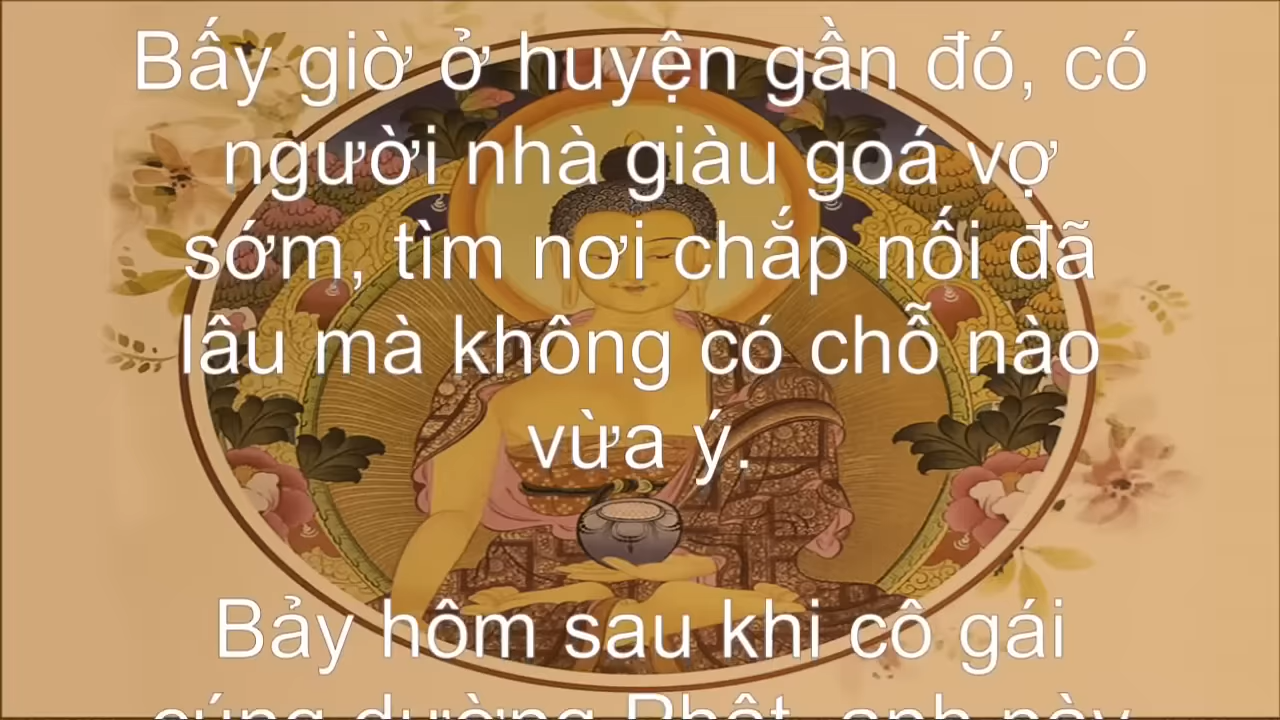 Bấy giờ ở huyện gần đó, có
người nhà giàu goá vợ
sớm, tìm nơi chắp nối đã
lâu mà không có chỗ nào
vừa ý.
Bảy hôm sau khi cô gái
cúng dường Phật, anh này